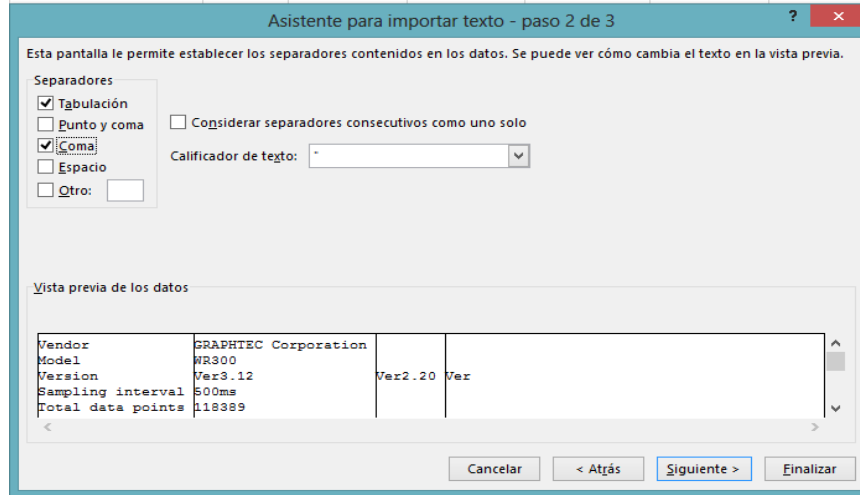 Asistente para importar texto - paso 2 de 3 ? ×
Esta pantalla le permite establecer los separadores contenidos en los datos. Se puede ver cómo cambia el texto en la vista previa.
Separadores
Tabulación
Punto y coma
Coma
Espacio
Otro:
Considerar separadores consecutivos como uno solo
Calificador de texto: "
Vista previa de los datos
Vendor GRAPHTEC Corporation
Model WR300
Version Ver3.12 Ver2.20 Ver
Sampling interval 500ms
Total data points 118389
Cancelar < Atrás Siguiente > Finalizar